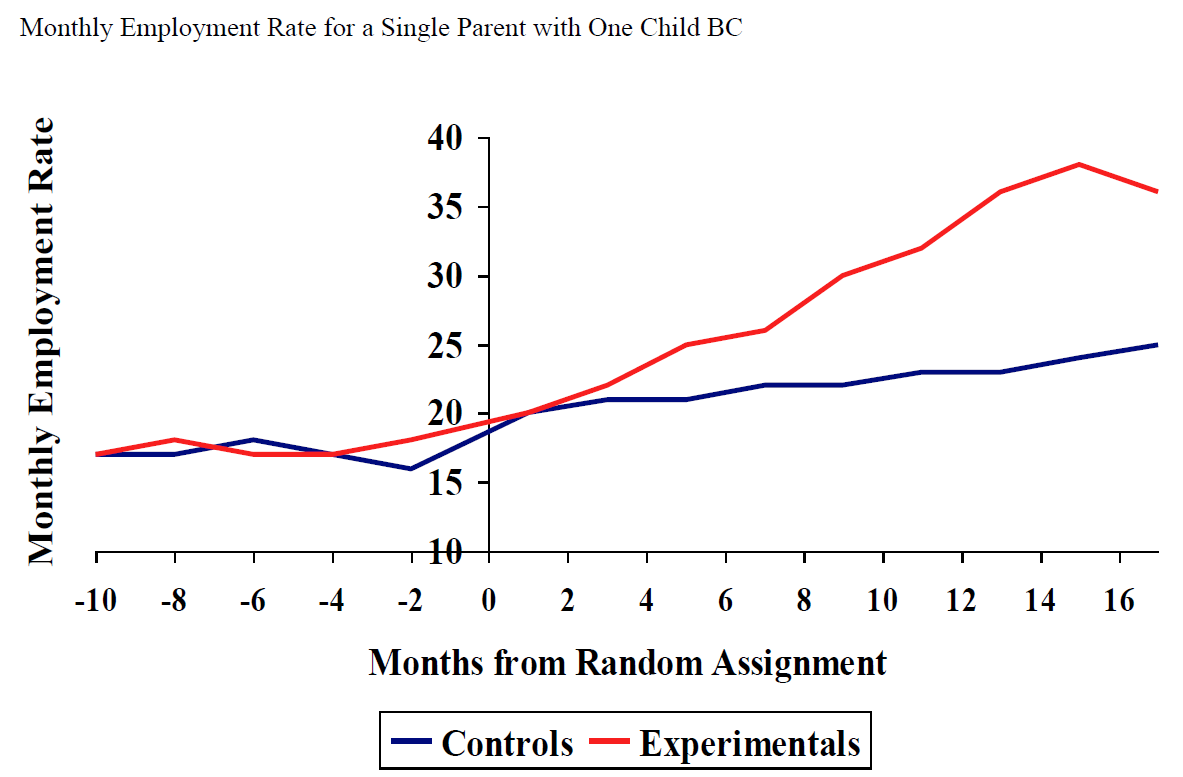 Monthly Employment Rate for a Single Parent with One Child BC
Monthly Employment Rate
40
35
30
25
20
15
10
-10 -8 -6 -4 -2 0 2 4 6 8 10 12 14 16
Months from Random Assignment
Controls Experimentals